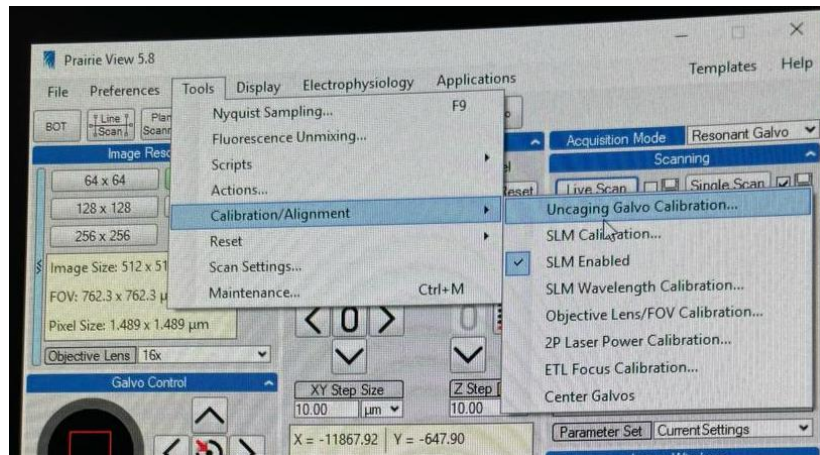 Prairie View 5.8
File Preferences Tools Display Electrophysiology Applications Templates Help
BOT Line Scan
Nyquist Sampling... F9
Fluorescence Unmixing...
Scripts
Actions...
Calibration/Alignment
Reset
Scan Settings...
Maintenance... Ctrl+M
Image
64 x 64
128 x 128
256 x 256
Image Size: 512 x
FOV: 762.3 x 762.3
Pixel Size: 1.489 x 1.489 µm
Objective Lens 16x
Galvo Control
Acquisition Mode Resonant Galvo
Scanning
Live Scan Single Scan
Uncaging Galvo Calibration...
SLM Calibration...
SLM Enabled
SLM Wavelength Calibration...
Objective Lens/FOV Calibration...
2P Laser Power Calibration...
ETL Focus Calibration...
Center Galvos
0
0
XY Step Size
10.00 µm
Z Step
10.00
X = -11867.92 Y = -647.90
Parameter Set CurrentSettings